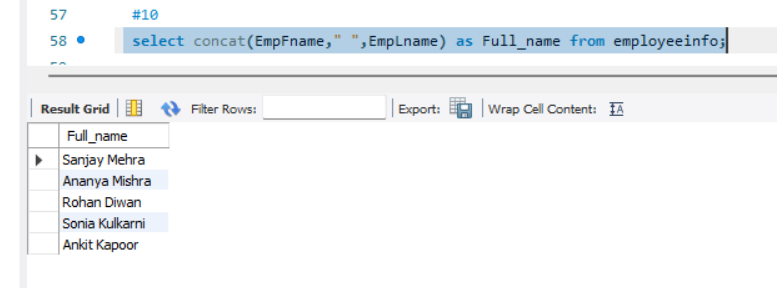 57 #10
58 select concat(EmpFname," ",EmpLname) as Full_name from employeeinfo;
Result Grid Filter Rows: Export: Wrap Cell Content:
Full_name
Sanjay Mehra
Ananya Mishra
Rohan Diwan
Sonia Kulkarni
Ankit Kapoor